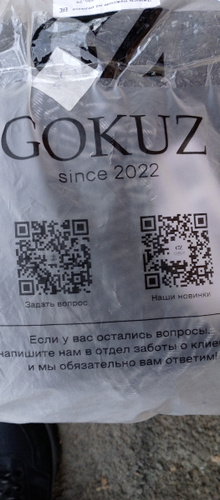 GOKUZ
since 2022
Задать вопрос
Наши новинки
Если у вас остались вопросы,
напишите нам в отдел заботы о
и мы обязательно вам ответим!